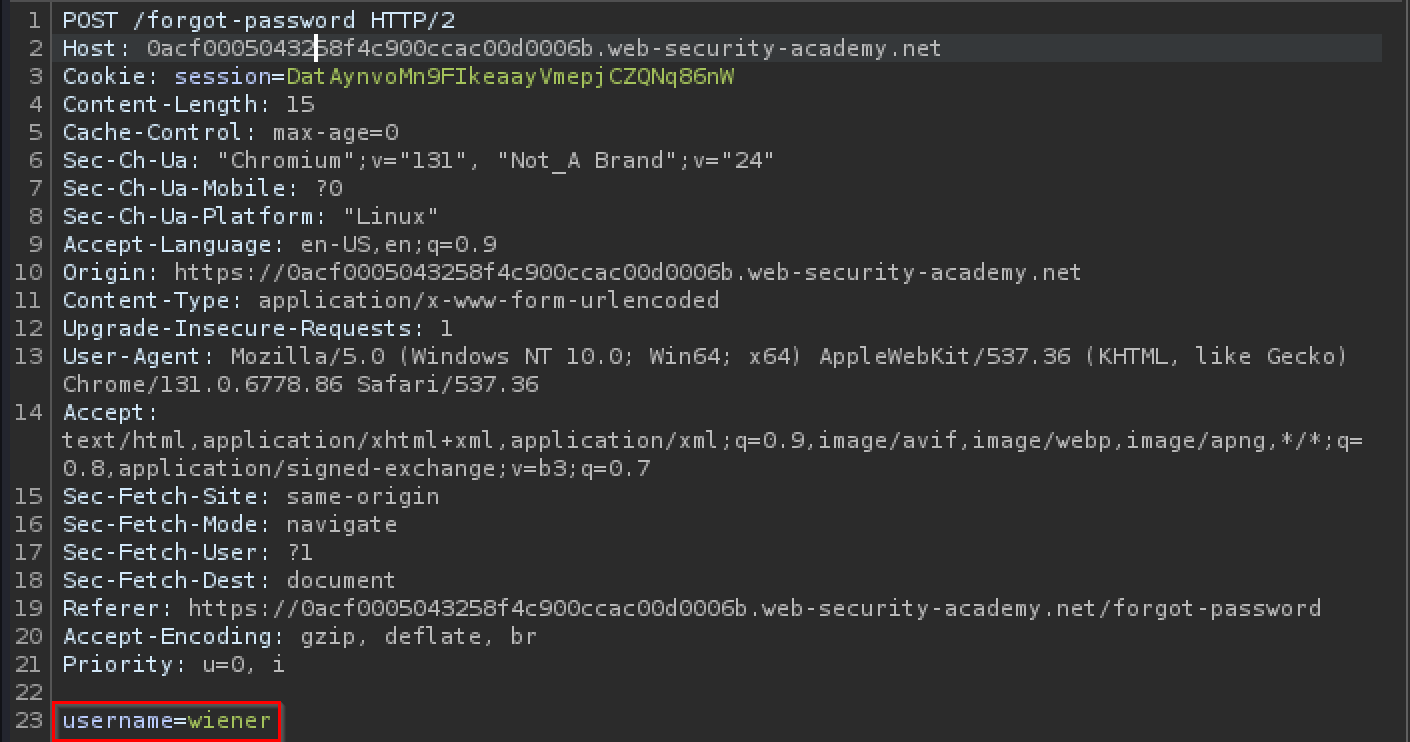 1 POST /forgot-password HTTP/2
2 Host: 0acf0005043258f4c900ccac00d0006b.web-security-academy.net
3 Cookie: session=DatAynvoMn9FIkeaayVmepjCZQNq86nW
4 Content-Length: 15
5 Cache-Control: max-age=0
6 Sec-Ch-Ua: "Chromium";v="131", "Not_A Brand";v="24"
7 Sec-Ch-Ua-Mobile: ?0
8 Sec-Ch-Ua-Platform: "Linux"
9 Accept-Language: en-US,en;q=0.9
10 Origin: https://0acf0005043258f4c900ccac00d0006b.web-security-academy.net
11 Content-Type: application/x-www-form-urlencoded
12 Upgrade-Insecure-Requests: 1
13 User-Agent: Mozilla/5.0 (Windows NT 10.0; Win64; x64) AppleWebKit/537.36 (KHTML, like Gecko)
Chrome/131.0.6778.86 Safari/537.36
14 Accept:
text/html,application/xhtml+xml,application/xml;q=0.9,image/avif,image/webp,image/apng,*/*;q=
0.8,application/signed-exchange;v=b3;q=0.7
15 Sec-Fetch-Site: same-origin
16 Sec-Fetch-Mode: navigate
17 Sec-Fetch-User: ?1
18 Sec-Fetch-Dest: document
19 Referer: https://0acf0005043258f4c900ccac00d0006b.web-security-academy.net/forgot-password
20 Accept-Encoding: gzip, deflate, br
21 Priority: u=0, i
22
23 username=wiener